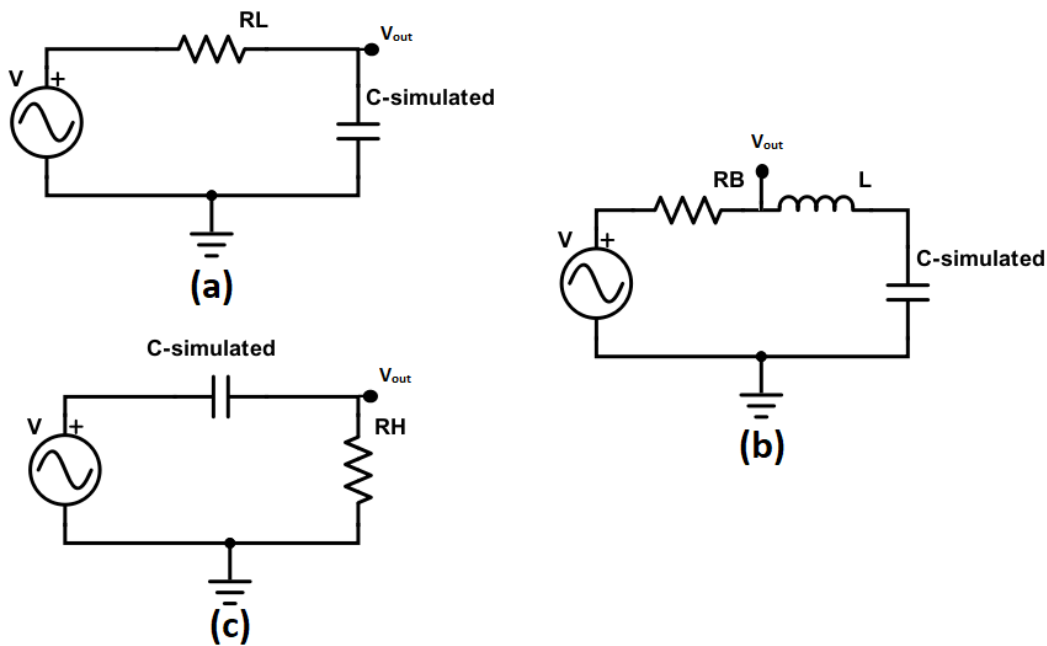 RL
Vout
V
+
C-simulated
(a)
Vout
RB
L
V
+
C-simulated
(b)
C-simulated
Vout
V
+
RH
(c)